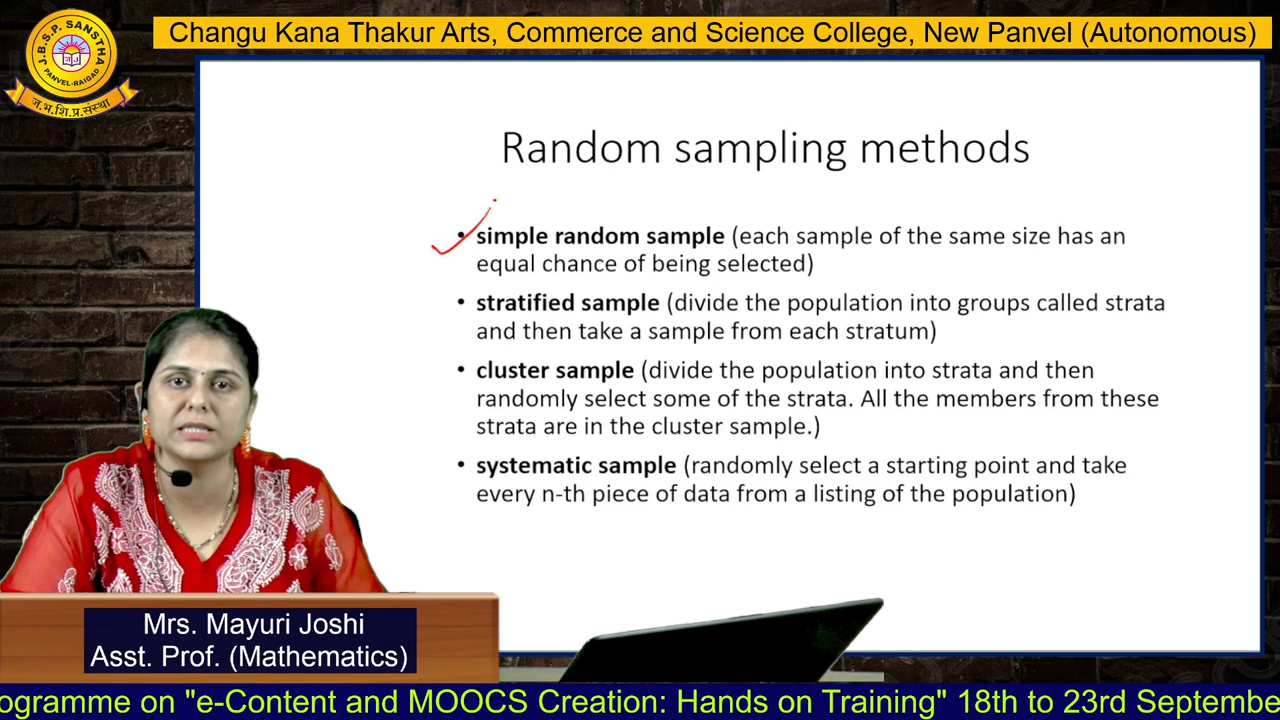 J.B.S.P. SANSTHA
PANVEL-RAIGAD
ज.भ.शि.प्र.संस्था
Changu Kana Thakur Arts, Commerce and Science College, New Panvel (Autonomous)
Random sampling methods
• simple random sample (each sample of the same size has an
equal chance of being selected)
• stratified sample (divide the population into groups called strata
and then take a sample from each stratum)
• cluster sample (divide the population into strata and then
randomly select some of the strata. All the members from these
strata are in the cluster sample.)
• systematic sample (randomly select a starting point and take
every n-th piece of data from a listing of the population)
Mrs. Mayuri Joshi
Asst. Prof. (Mathematics)
ogramme on "e-Content and MOOCS Creation: Hands on Training" 18th to 23rd Septembe